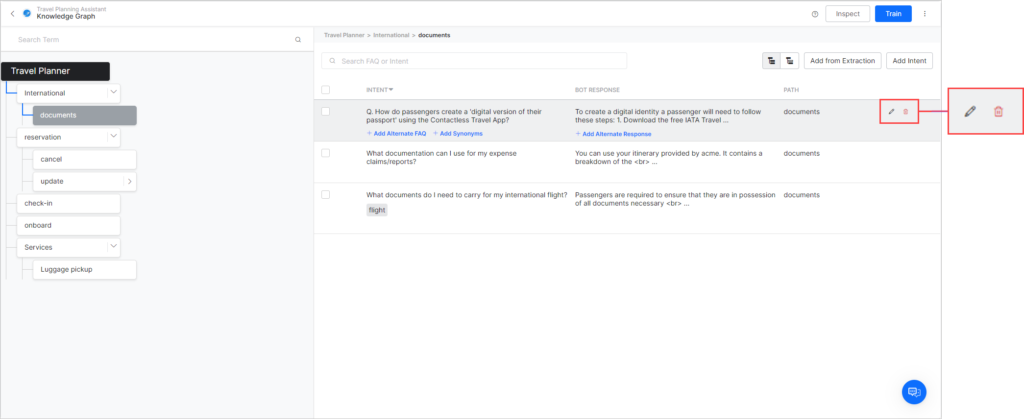 Travel Planning Assistant
Knowledge Graph
Inspect
Train
Search Term
Travel Planner
International
documents
reservation
cancel
update
check-in
onboard
Services
Luggage pickup
Travel Planner » International » documents
Search FAQ or Intent
Add from Extraction
Add Intent
INTENT
BOT RESPONSE
PATH
Q. How do passengers create a 'digital version of their
passport' using the Contactless Travel App?
+ Add Alternate FAQ + Add Synonyms
To create a digital identity a passenger will need to follow
these steps: 1. Download the free IATA Travel ...
+ Add Alternate Response
documents
What documentation can I use for my expense
claims/reports?
You can use your itinerary provided by acme. It contains a
breakdown of the <br> ...
documents
What documents do I need to carry for my international flight?
flight
Passengers are required to ensure that they are in possession
of all documents necessary <br> ...
documents